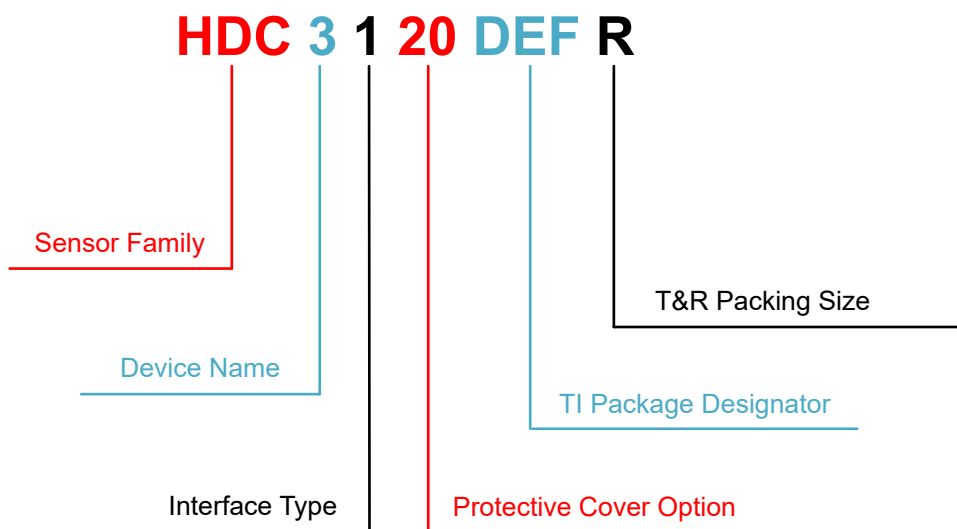 HDC 3 1 20 DEF R
Sensor Family
T&R Packing Size
Device Name
TI Package Designator
Interface Type
Protective Cover Option